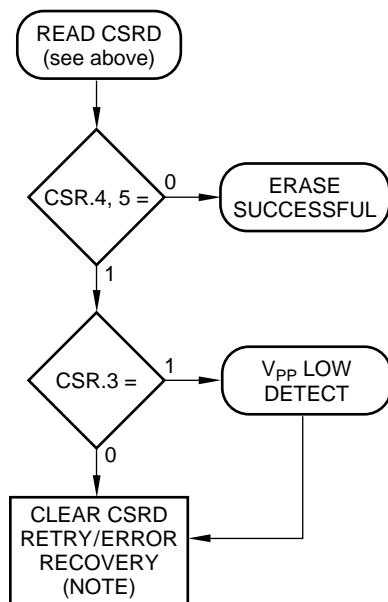 READ CSRD
(see above)
CSR.4, 5 =
0
ERASE
SUCCESSFUL
1
CSR.3 =
1
VPP LOW
DETECT
0
CLEAR CSRD
RETRY/ERROR
RECOVERY
(NOTE)